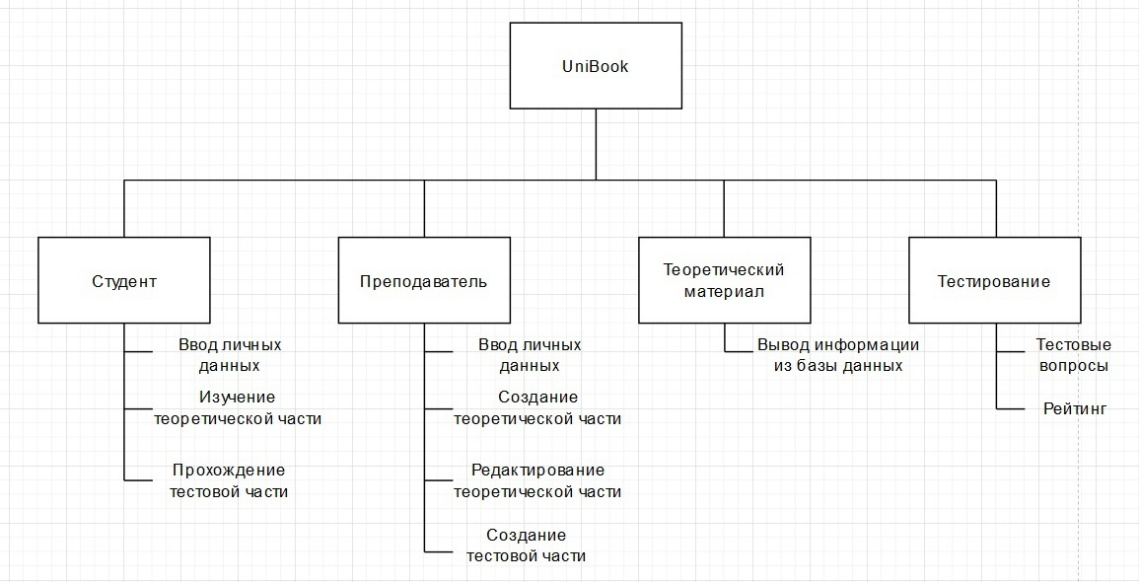 UniBook
Студент
Ввод личных
данных
Изучение
теоретической части
Прохождение
тестовой части
Преподаватель
Ввод личных
данных
Создание
теоретической части
Редактирование
теоретической части
Создание
тестовой части
Теоретический
материал
Вывод информации
из базы данных
Тестирование
Тестовые
вопросы
Рейтинг